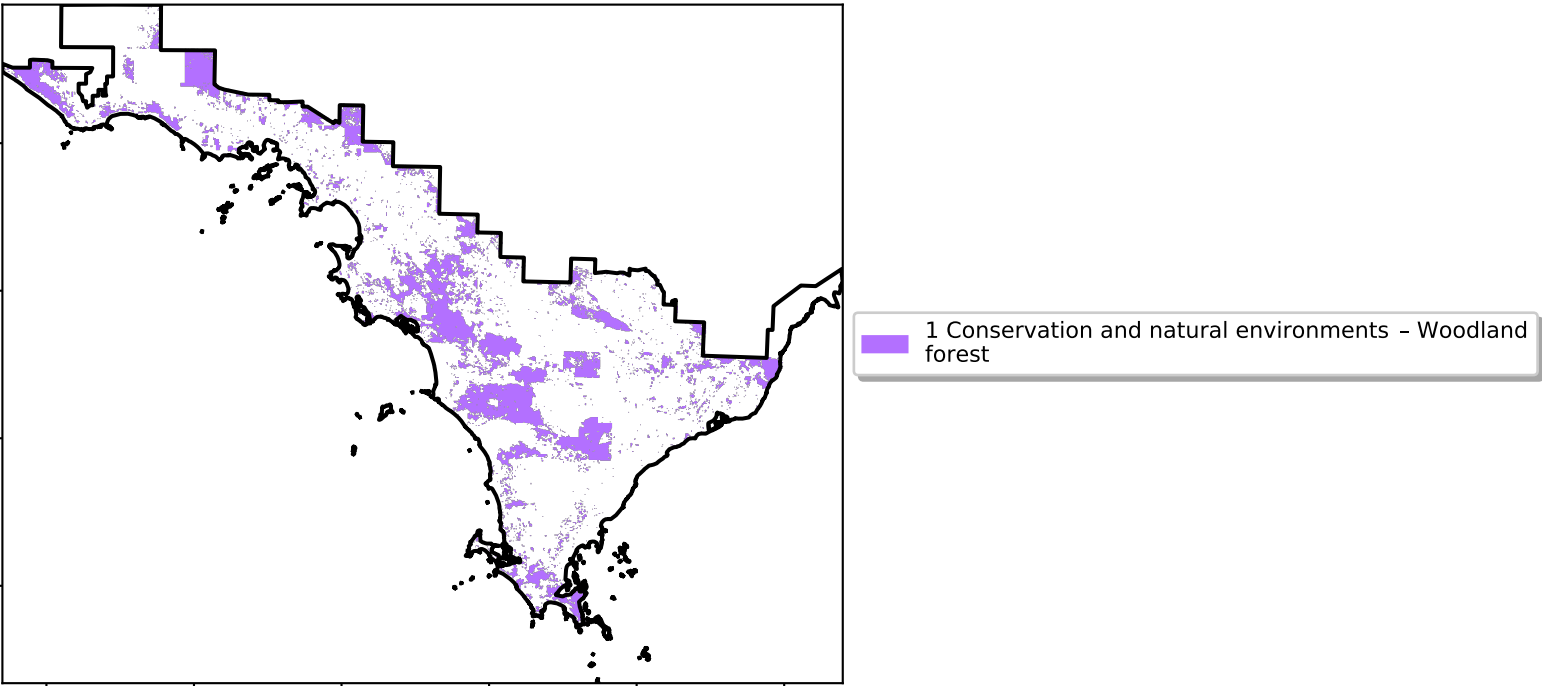 1 Conservation and natural environments – Woodland
forest